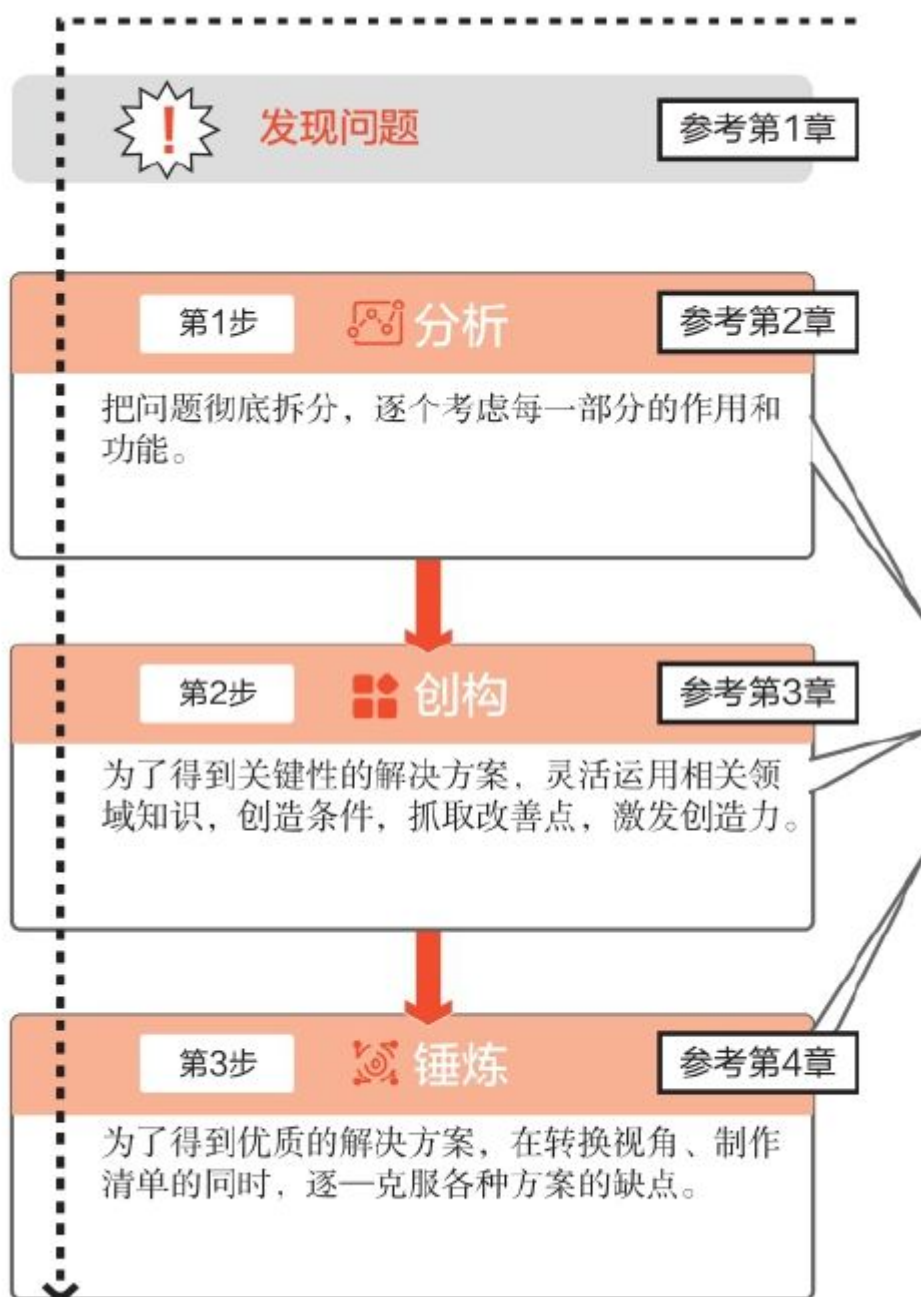 发现问题 参考第1章
第1步 分析 参考第2章
把问题彻底拆分，逐个考虑每一部分的作用和
功能。
第2步 创构 参考第3章
为了得到关键性的解决方案，灵活运用相关领
域知识，创造条件，抓取改善点，激发创造力。
第3步 锤炼 参考第4章
为了得到优质的解决方案，在转换视角、制作
清单的同时，逐一克服各种方案的缺点。